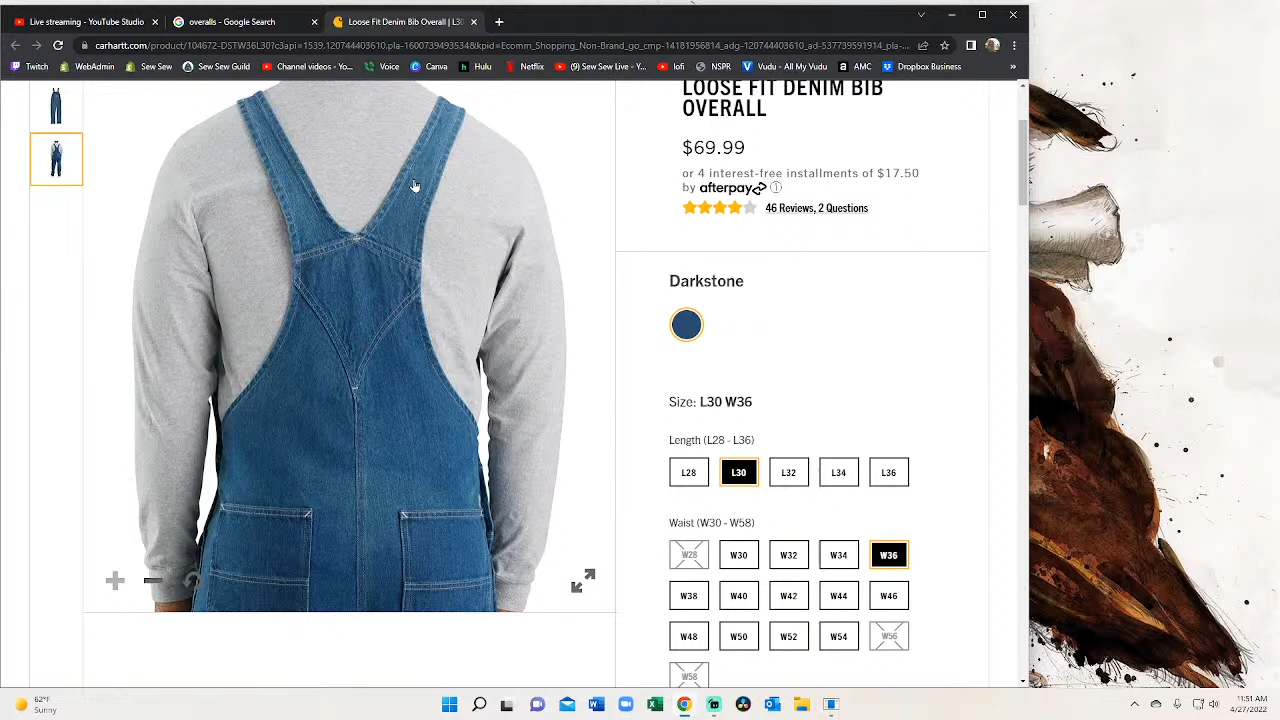 Live streaming - YouTube Studio
overalls - Google Search
Loose Fit Denim Bib Overall | L30
carhartt.com/product/104672-DSTW36L30?c3api=1539.120744403610.pla-1600739493534&kpid=Ecomm_Shopping_Non-Brand_go_cmp-14181956814_adg-120744403610_ad-537739591914_pla-...
Twitch WebAdmin Sew Sew Sew Sew Guild Channel videos - Yo... Voice Canva Hulu Netflix (9) Sew Sew Live - Y... lofi NSPR Vudu - All My Vudu AMC Dropbox Business »
LOOSE FIT DENIM BIB
OVERALL
$69.99
or 4 interest-free installments of $17.50
by afterpay
46 Reviews, 2 Questions
Darkstone
Size: L30 W36
Length (L28 - L36)
L28 L30 L32 L34 L36
Waist (W30 - W58)
W28 W30 W32 W34 W36
W38 W40 W42 W44 W46
W48 W50 W52 W54 W56
W58
62°F
Sunny
11:51 AM
4/27/2022